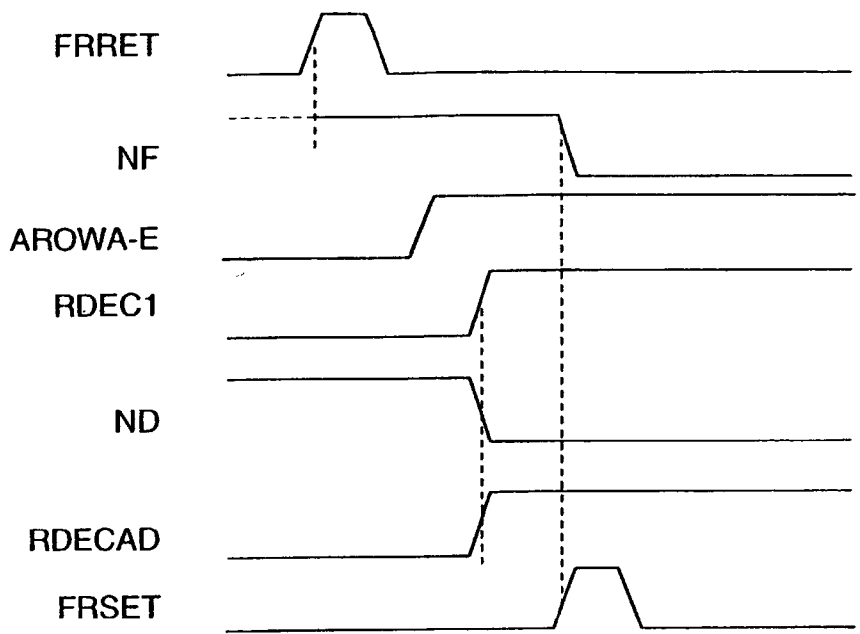 FRRET
NF
AROWA-E
RDEC1
ND
RDECAD
FRSET